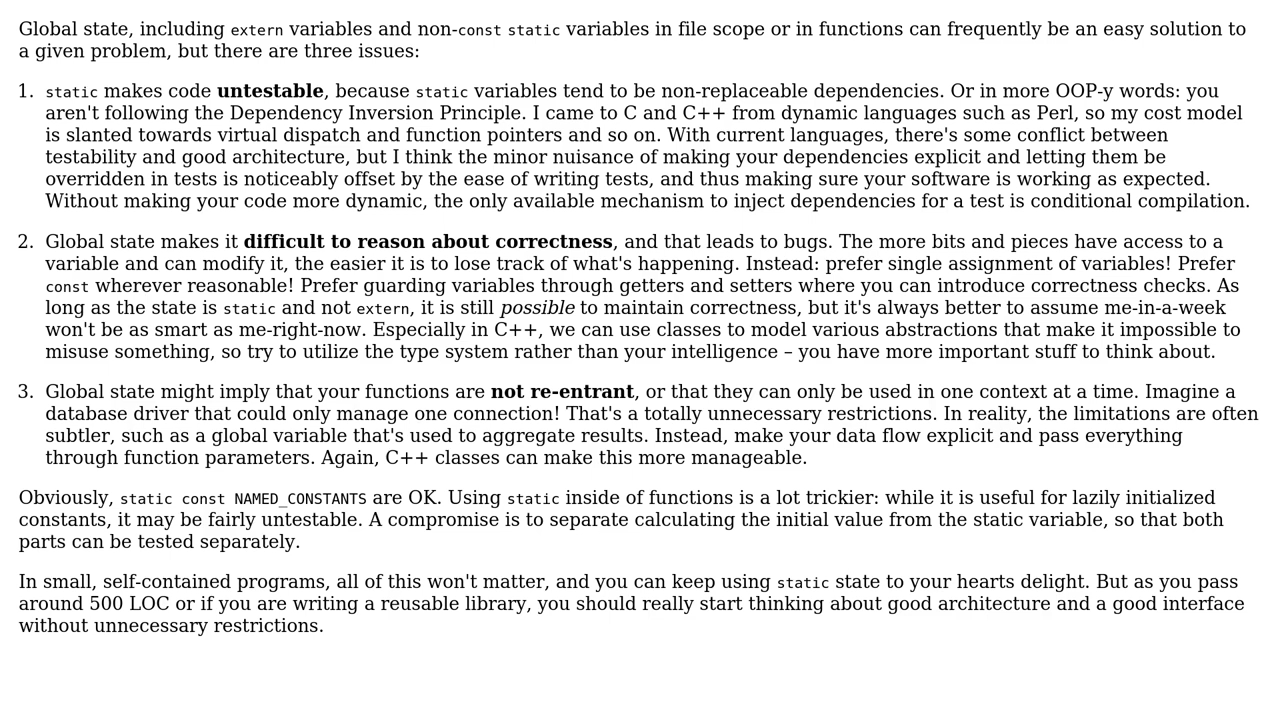 Global state, including extern variables and non-const static variables in file scope or in functions can frequently be an easy solution to
a given problem, but there are three issues:
1. static makes code untestable, because static variables tend to be non-replaceable dependencies. Or in more OOP-y words: you
aren't following the Dependency Inversion Principle. I came to C and C++ from dynamic languages such as Perl, so my cost model
is slanted towards virtual dispatch and function pointers and so on. With current languages, there's some conflict between
testability and good architecture, but I think the minor nuisance of making your dependencies explicit and letting them be
overridden in tests is noticeably offset by the ease of writing tests, and thus making sure your software is working as expected.
Without making your code more dynamic, the only available mechanism to inject dependencies for a test is conditional compilation.
2. Global state makes it difficult to reason about correctness, and that leads to bugs. The more bits and pieces have access to a
variable and can modify it, the easier it is to lose track of what's happening. Instead: prefer single assignment of variables! Prefer
const wherever reasonable! Prefer guarding variables through getters and setters where you can introduce correctness checks. As
long as the state is static and not extern, it is still possible to maintain correctness, but it's always better to assume me-in-a-week
won't be as smart as me-right-now. Especially in C++, we can use classes to model various abstractions that make it impossible to
misuse something, so try to utilize the type system rather than your intelligence – you have more important stuff to think about.
3. Global state might imply that your functions are not re-entrant, or that they can only be used in one context at a time. Imagine a
database driver that could only manage one connection! That's a totally unnecessary restrictions. In reality, the limitations are often
subtler, such as a global variable that's used to aggregate results. Instead, make your data flow explicit and pass everything
through function parameters. Again, C++ classes can make this more manageable.
Obviously, static const NAMED_CONSTANTS are OK. Using static inside of functions is a lot trickier: while it is useful for lazily initialized
constants, it may be fairly untestable. A compromise is to separate calculating the initial value from the static variable, so that both
parts can be tested separately.
In small, self-contained programs, all of this won't matter, and you can keep using static state to your hearts delight. But as you pass
around 500 LOC or if you are writing a reusable library, you should really start thinking about good architecture and a good interface
without unnecessary restrictions.